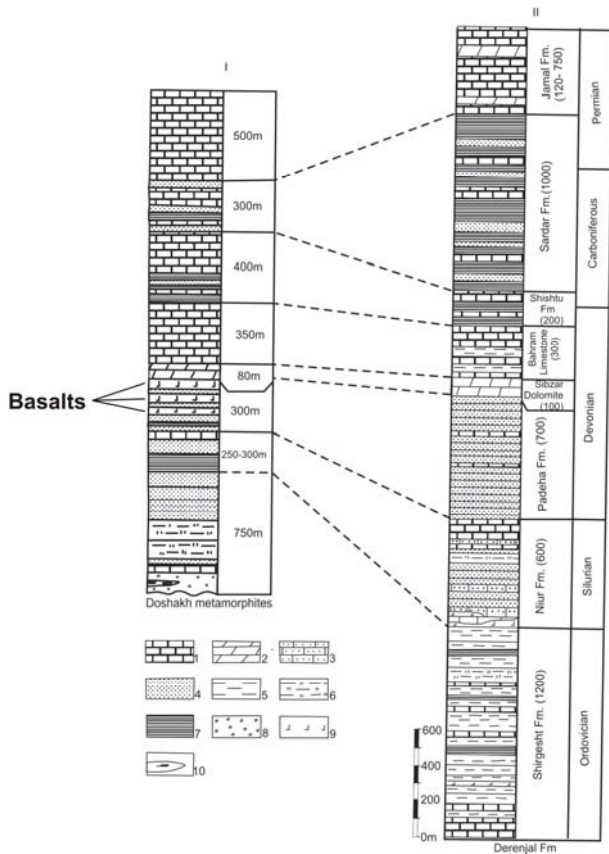 I
II
500m
300m
400m
350m
80m
300m
250-300m
750m
Basalts
Doshakh metamorphites
Jamal Fm.
(120- 750)
Sardar Fm.(1000)
Shishtu
Fm
(200)
Bahram
Limestone
(300)
Sibzar
Dolomite
(100)
Padeha Fm. (700)
Niur Fm. (600)
Shirgesht Fm. (1200)
Permian
Carboniferous
Devonian
Silurian
Ordovician
Derenjal Fm
600
400
200
0m
1
2
3
4
5
6
7
8
9
10